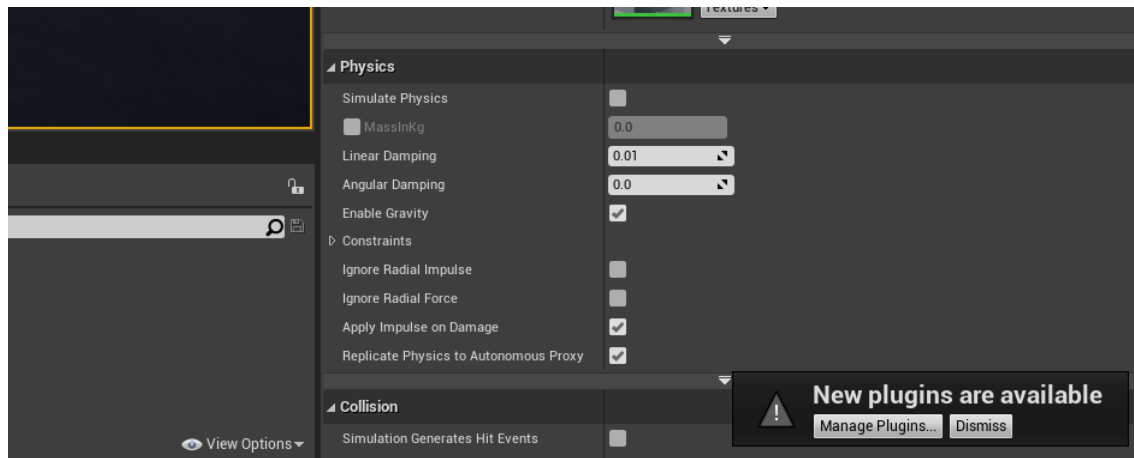 Textures
Physics
Simulate Physics
MassInKg 0.0
Linear Damping 0.01
Angular Damping 0.0
Enable Gravity
Constraints
Ignore Radial Impulse
Ignore Radial Force
Apply Impulse on Damage
Replicate Physics to Autonomous Proxy
Collision
Simulation Generates Hit Events
View Options
New plugins are available
Manage Plugins... Dismiss